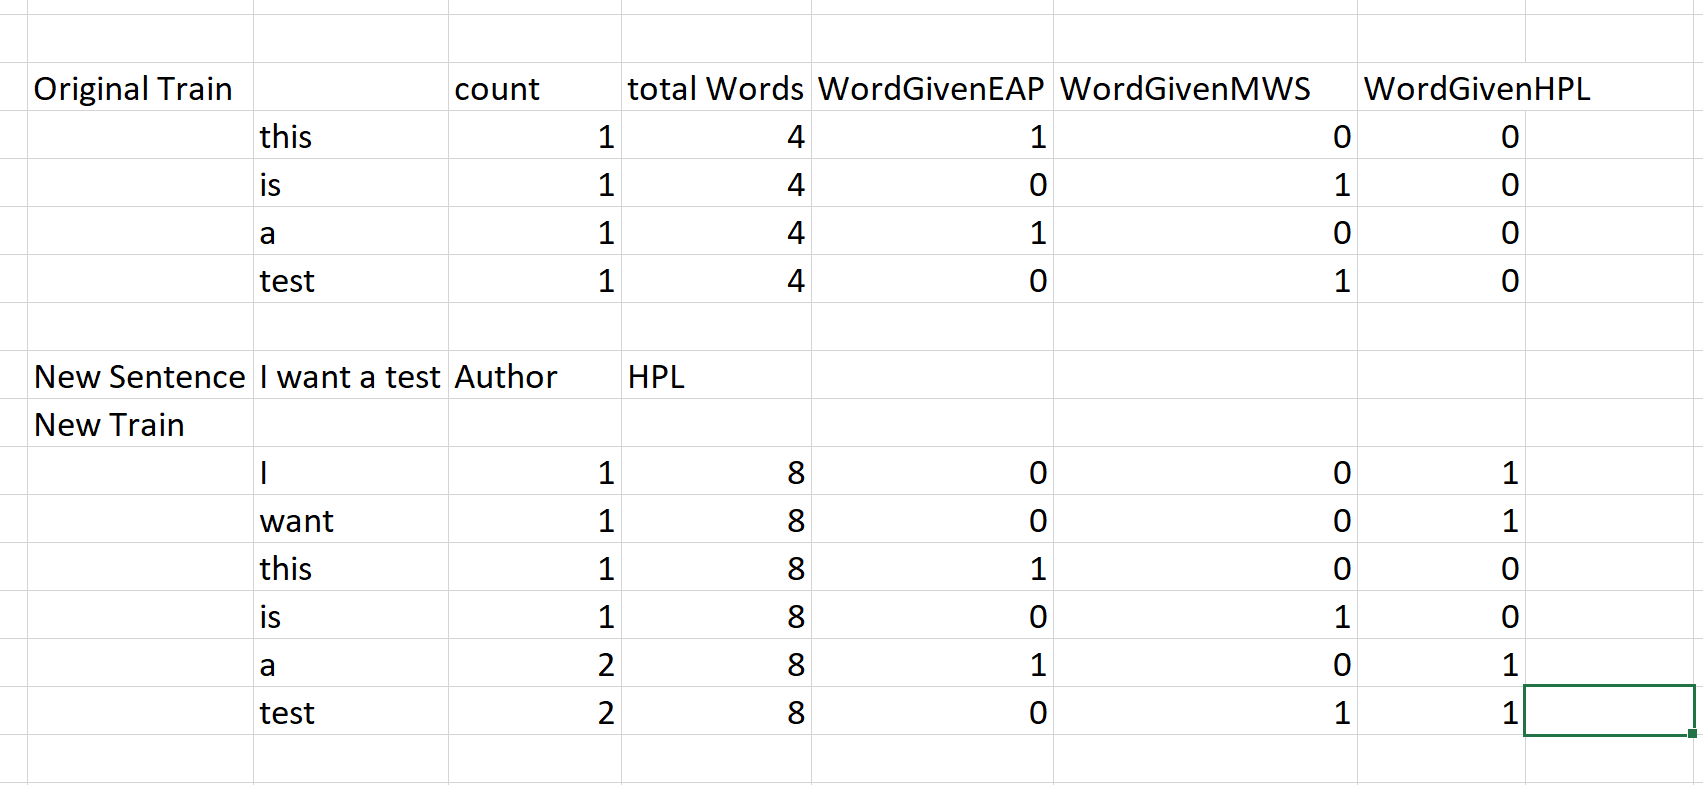 Original Train count total Words WordGivenEAP WordGivenMWS WordGivenHPL
this 1 4 1 0 0
is 1 4 0 1 0
a 1 4 1 0 0
test 1 4 0 1 0
New Sentence I want a test Author HPL
New Train
I 1 8 0 0 1
want 1 8 0 0 1
this 1 8 1 0 0
is 1 8 0 1 0
a 2 8 1 0 1
test 2 8 0 1 1